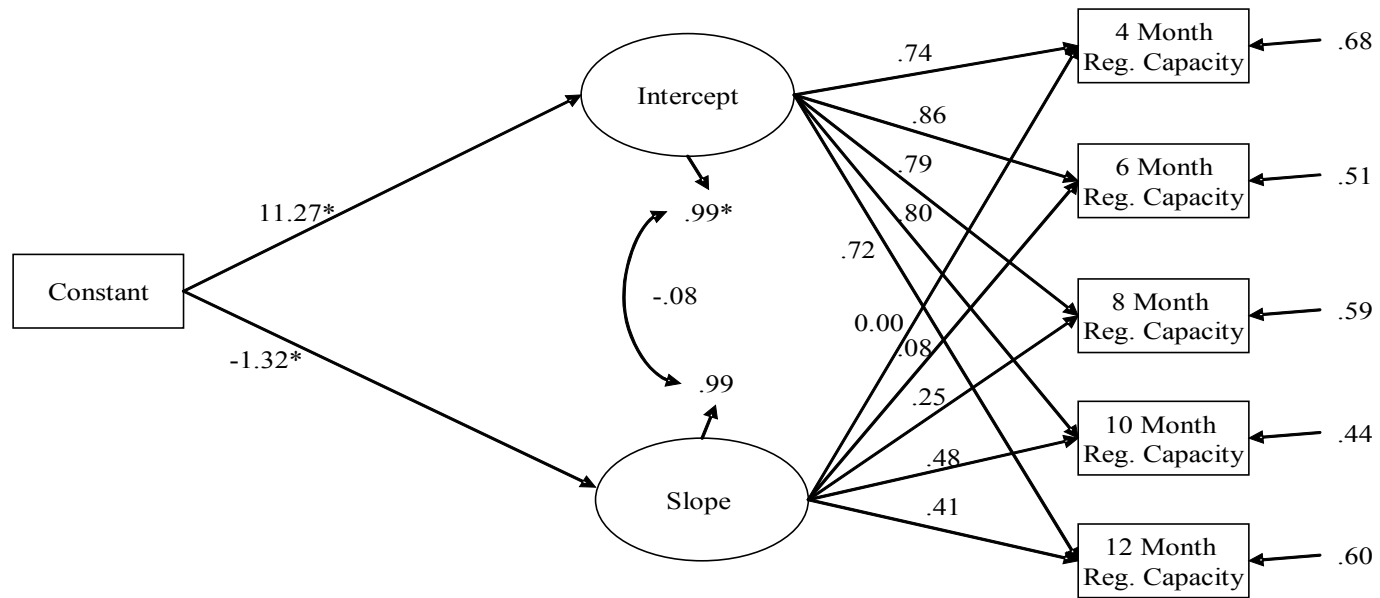 4 Month
Reg. Capacity
.68
.74
Intercept
.86
6 Month
Reg. Capacity
.51
.79
11.27*
.99*
.80
.72
Constant
-.08
8 Month
Reg. Capacity
.59
0.00
.08
-1.32*
.99
.25
10 Month
Reg. Capacity
.44
.48
Slope
.41
12 Month
Reg. Capacity
.60